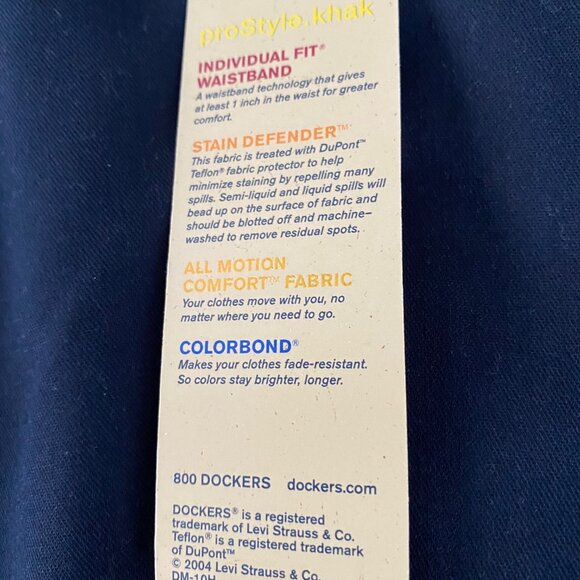 proStyle.khak
INDIVIDUAL FIT®
WAISTBAND
A waistband technology that gives
at least 1 inch in the waist for greater
comfort.
STAIN DEFENDER™
This fabric is treated with DuPont™
Teflon® fabric protector to help
minimize staining by repelling many
spills. Semi-liquid and liquid spills will
bead up on the surface of fabric and
should be blotted off and machine–
washed to remove residual spots.
ALL MOTION
COMFORT™ FABRIC
Your clothes move with you, no
matter where you need to go.
COLORBOND®
Makes your clothes fade-resistant.
So colors stay brighter, longer.
800 DOCKERS dockers.com
DOCKERS® is a registered
trademark of Levi Strauss & Co.
Teflon® is a registered trademark
of DuPont™
© 2004 Levi Strauss & Co.
DM-10H